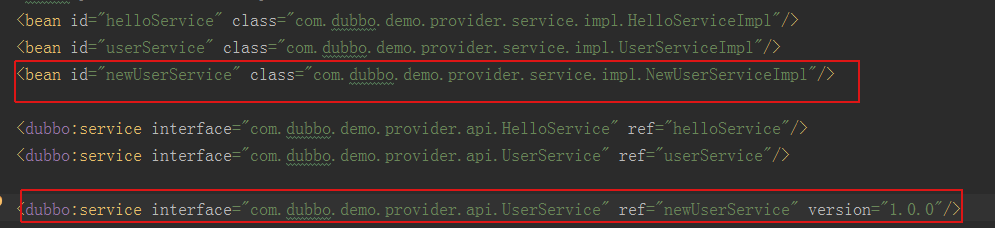 <bean id="helloService" class="com.dubbo.demo.provider.service.impl.HelloServiceImpl"/>
<bean id="userService" class="com.dubbo.demo.provider.service.impl.UserServiceImpl"/>
<bean id="newUserService" class="com.dubbo.demo.provider.service.impl.NewUserServiceImpl"/>
<dubbo:service interface="com.dubbo.demo.provider.api.HelloService" ref="helloService"/>
<dubbo:service interface="com.dubbo.demo.provider.api.UserService" ref="userService"/>
<dubbo:service interface="com.dubbo.demo.provider.api.UserService" ref="newUserService" version="1.0.0"/>